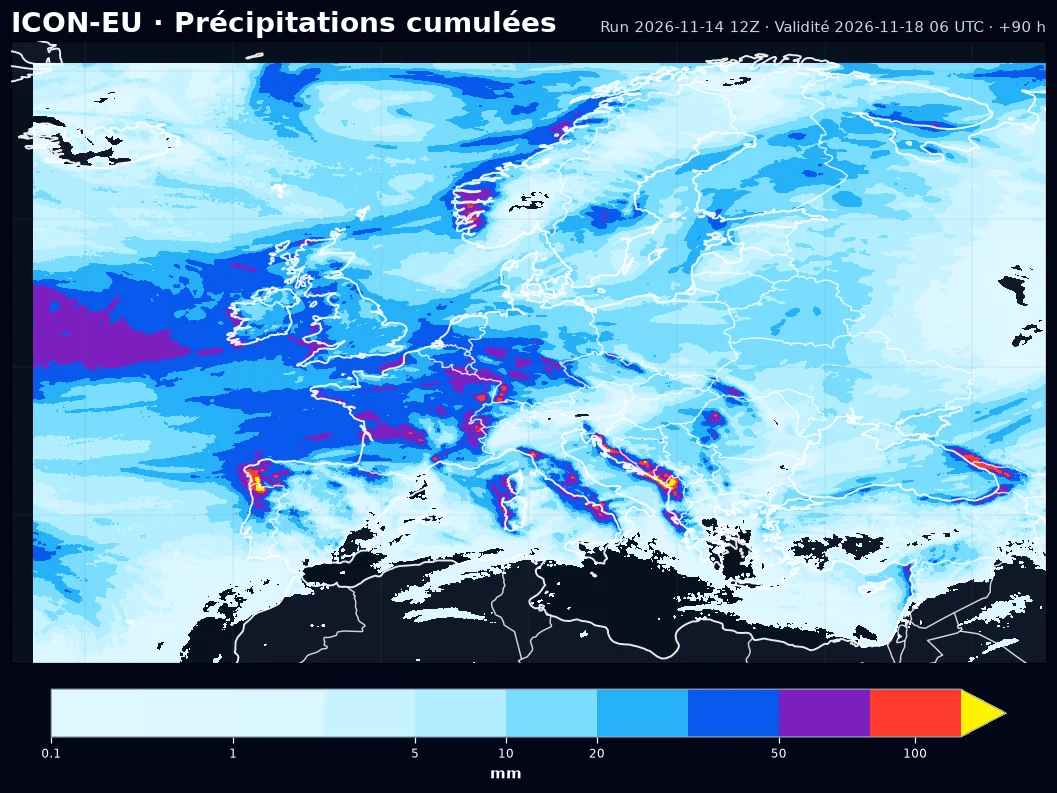 ICON-EU · Précipitations cumulées
Run 2026-11-14 12Z · Validité 2026-11-18 06 UTC · +90 h
0.1 1 5 10 20 50 100
mm